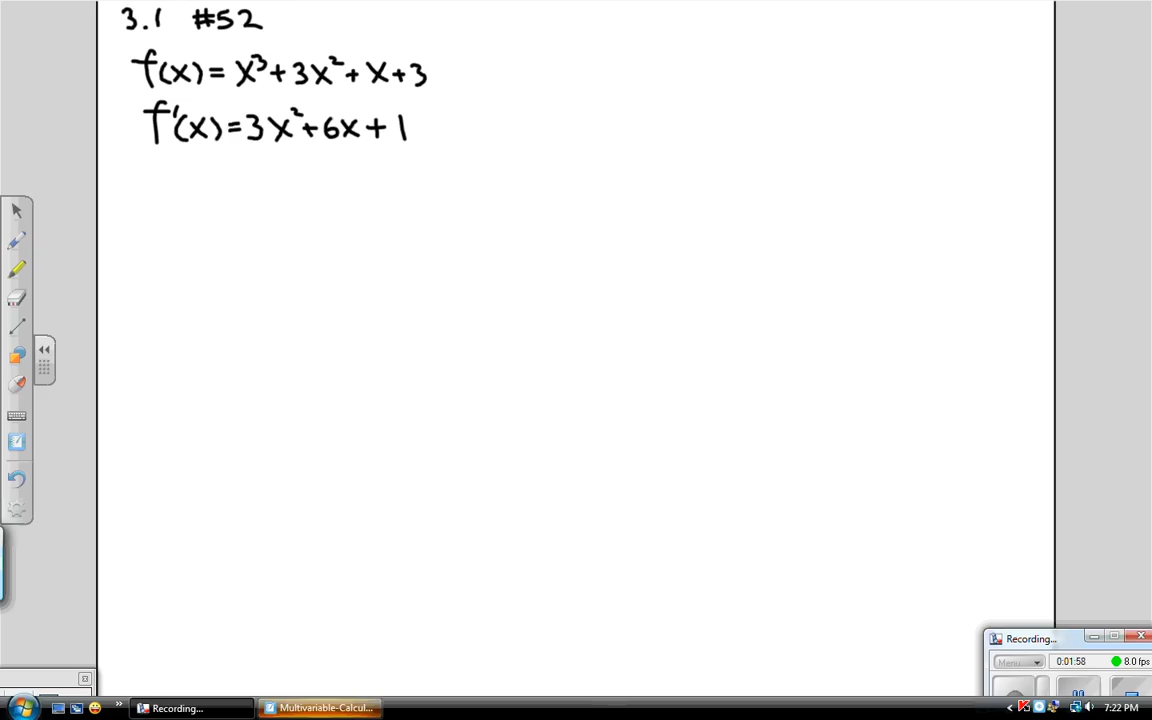 3.1 #52
f(x) = x³ + 3x² + x + 3
f'(x) = 3x² + 6x + 1
Recording...
Menu
0:01:58
8.0 fps
Recording...
Multivariable-Calcul...
7:22 PM